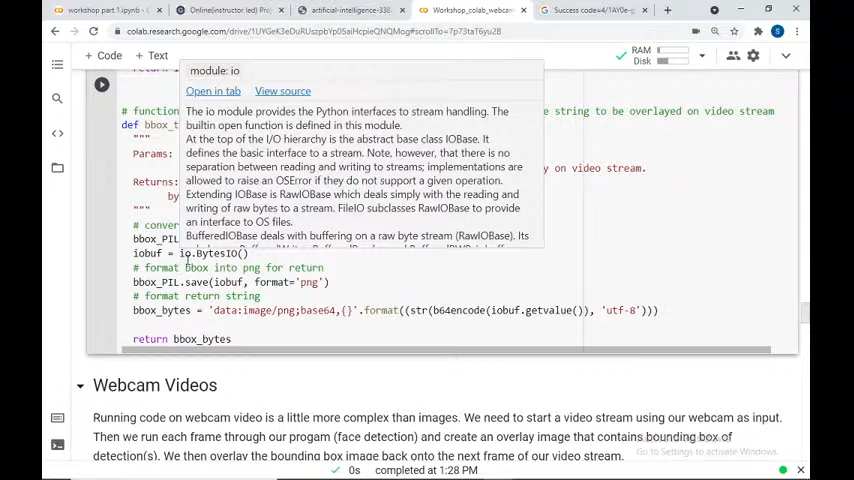 workshop part 1.ipynb
Online(instructor led) Project
artificial-intelligence-338
Workshop_colab_webcam
Success code=4/1AY0e-g
colab.research.google.com/drive/
+ Code
+ Text
RAM
Disk
module: io
Open in tab
View source
The io module provides the Python interfaces to stream handling. The
builtin open function is defined in this module.
At the top of the I/O hierarchy is the abstract base class IOBase. It
defines the basic interface to a stream. Note, however, that there is no
separation between reading and writing to streams; implementations are
allowed to raise an OSError if they do not support a given operation.
Extending IOBase is RawIOBase which deals simply with the reading and
writing of raw bytes to a stream. FileIO subclasses RawIOBase to provide
an interface to OS files.
BufferedIOBase deals with buffering on a raw byte stream (RawIOBase). Its
# function
e string to be overlayed on video stream
def bbox_t
"""
Params:
y on video stream.
Returns:
by
"""
# conver
bbox_PIL
iobuf = io.BytesIO()
# format bbox into png for return
bbox_PIL.save(iobuf, format='png')
# format return string
bbox_bytes = 'data:image/png;base64,{}'.format((str(b64encode(iobuf.getvalue()), 'utf-8')))
return bbox_bytes
Webcam Videos
Running code on webcam video is a little more complex than images. We need to start a video stream using our webcam as input.
Then we run each frame through our progam (face detection) and create an overlay image that contains bounding box of
detection(s). We then overlay the bounding box image back onto the next frame of our video stream.
Go to Settings to activate Windows.
0s completed at 1:28 PM